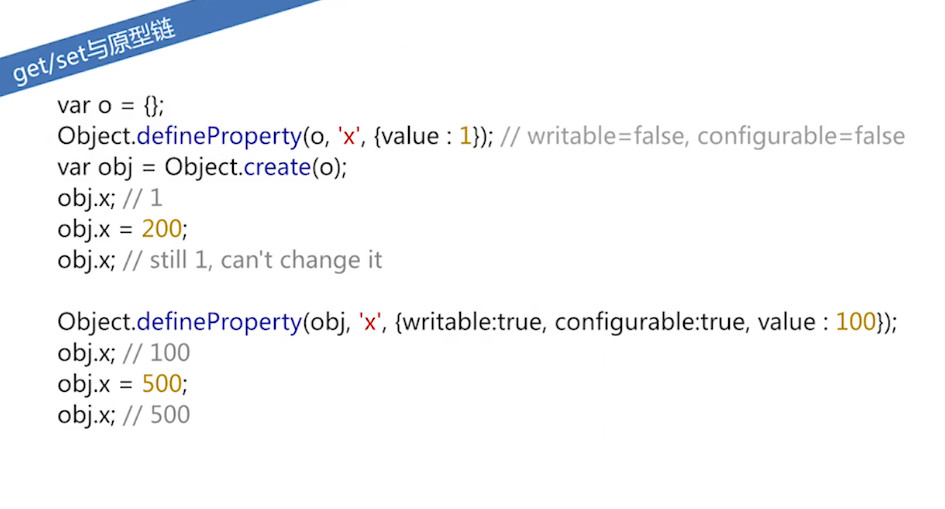 get/set与原型链
var o = {};
Object.defineProperty(o, 'x', {value : 1}); // writable=false, configurable=false
var obj = Object.create(o);
obj.x; // 1
obj.x = 200;
obj.x; // still 1, can't change it
Object.defineProperty(obj, 'x', {writable:true, configurable:true, value : 100});
obj.x; // 100
obj.x = 500;
obj.x; // 500